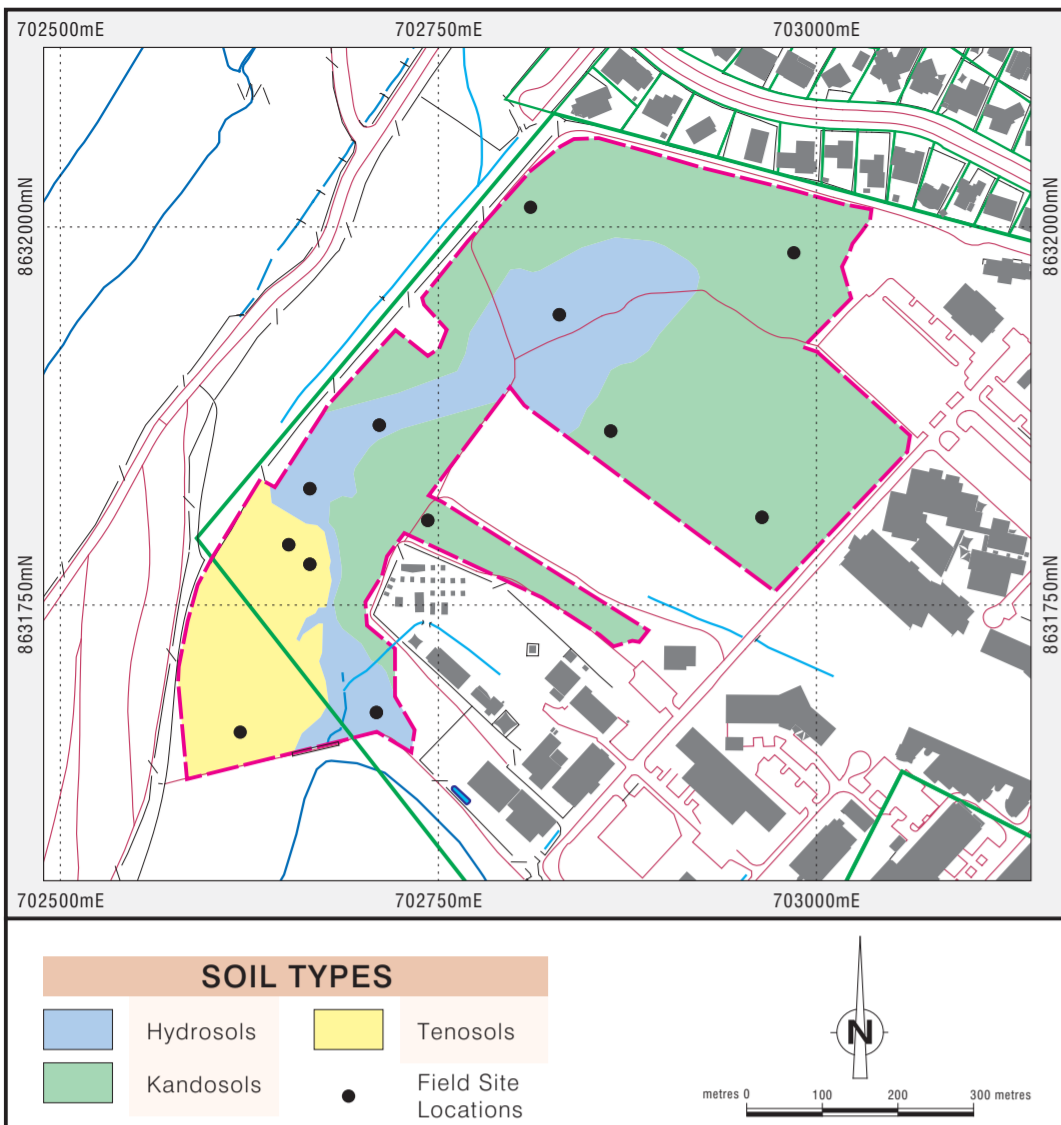 702500mE 702750mE 703000mE
8632000mN 8632000mN
8631750mN 8631750mN
702500mE 702750mE 703000mE
SOIL TYPES
Hydrosols
Tenosols
Kandosols
Field Site
Locations
N
metres 0 100 200 300 metres